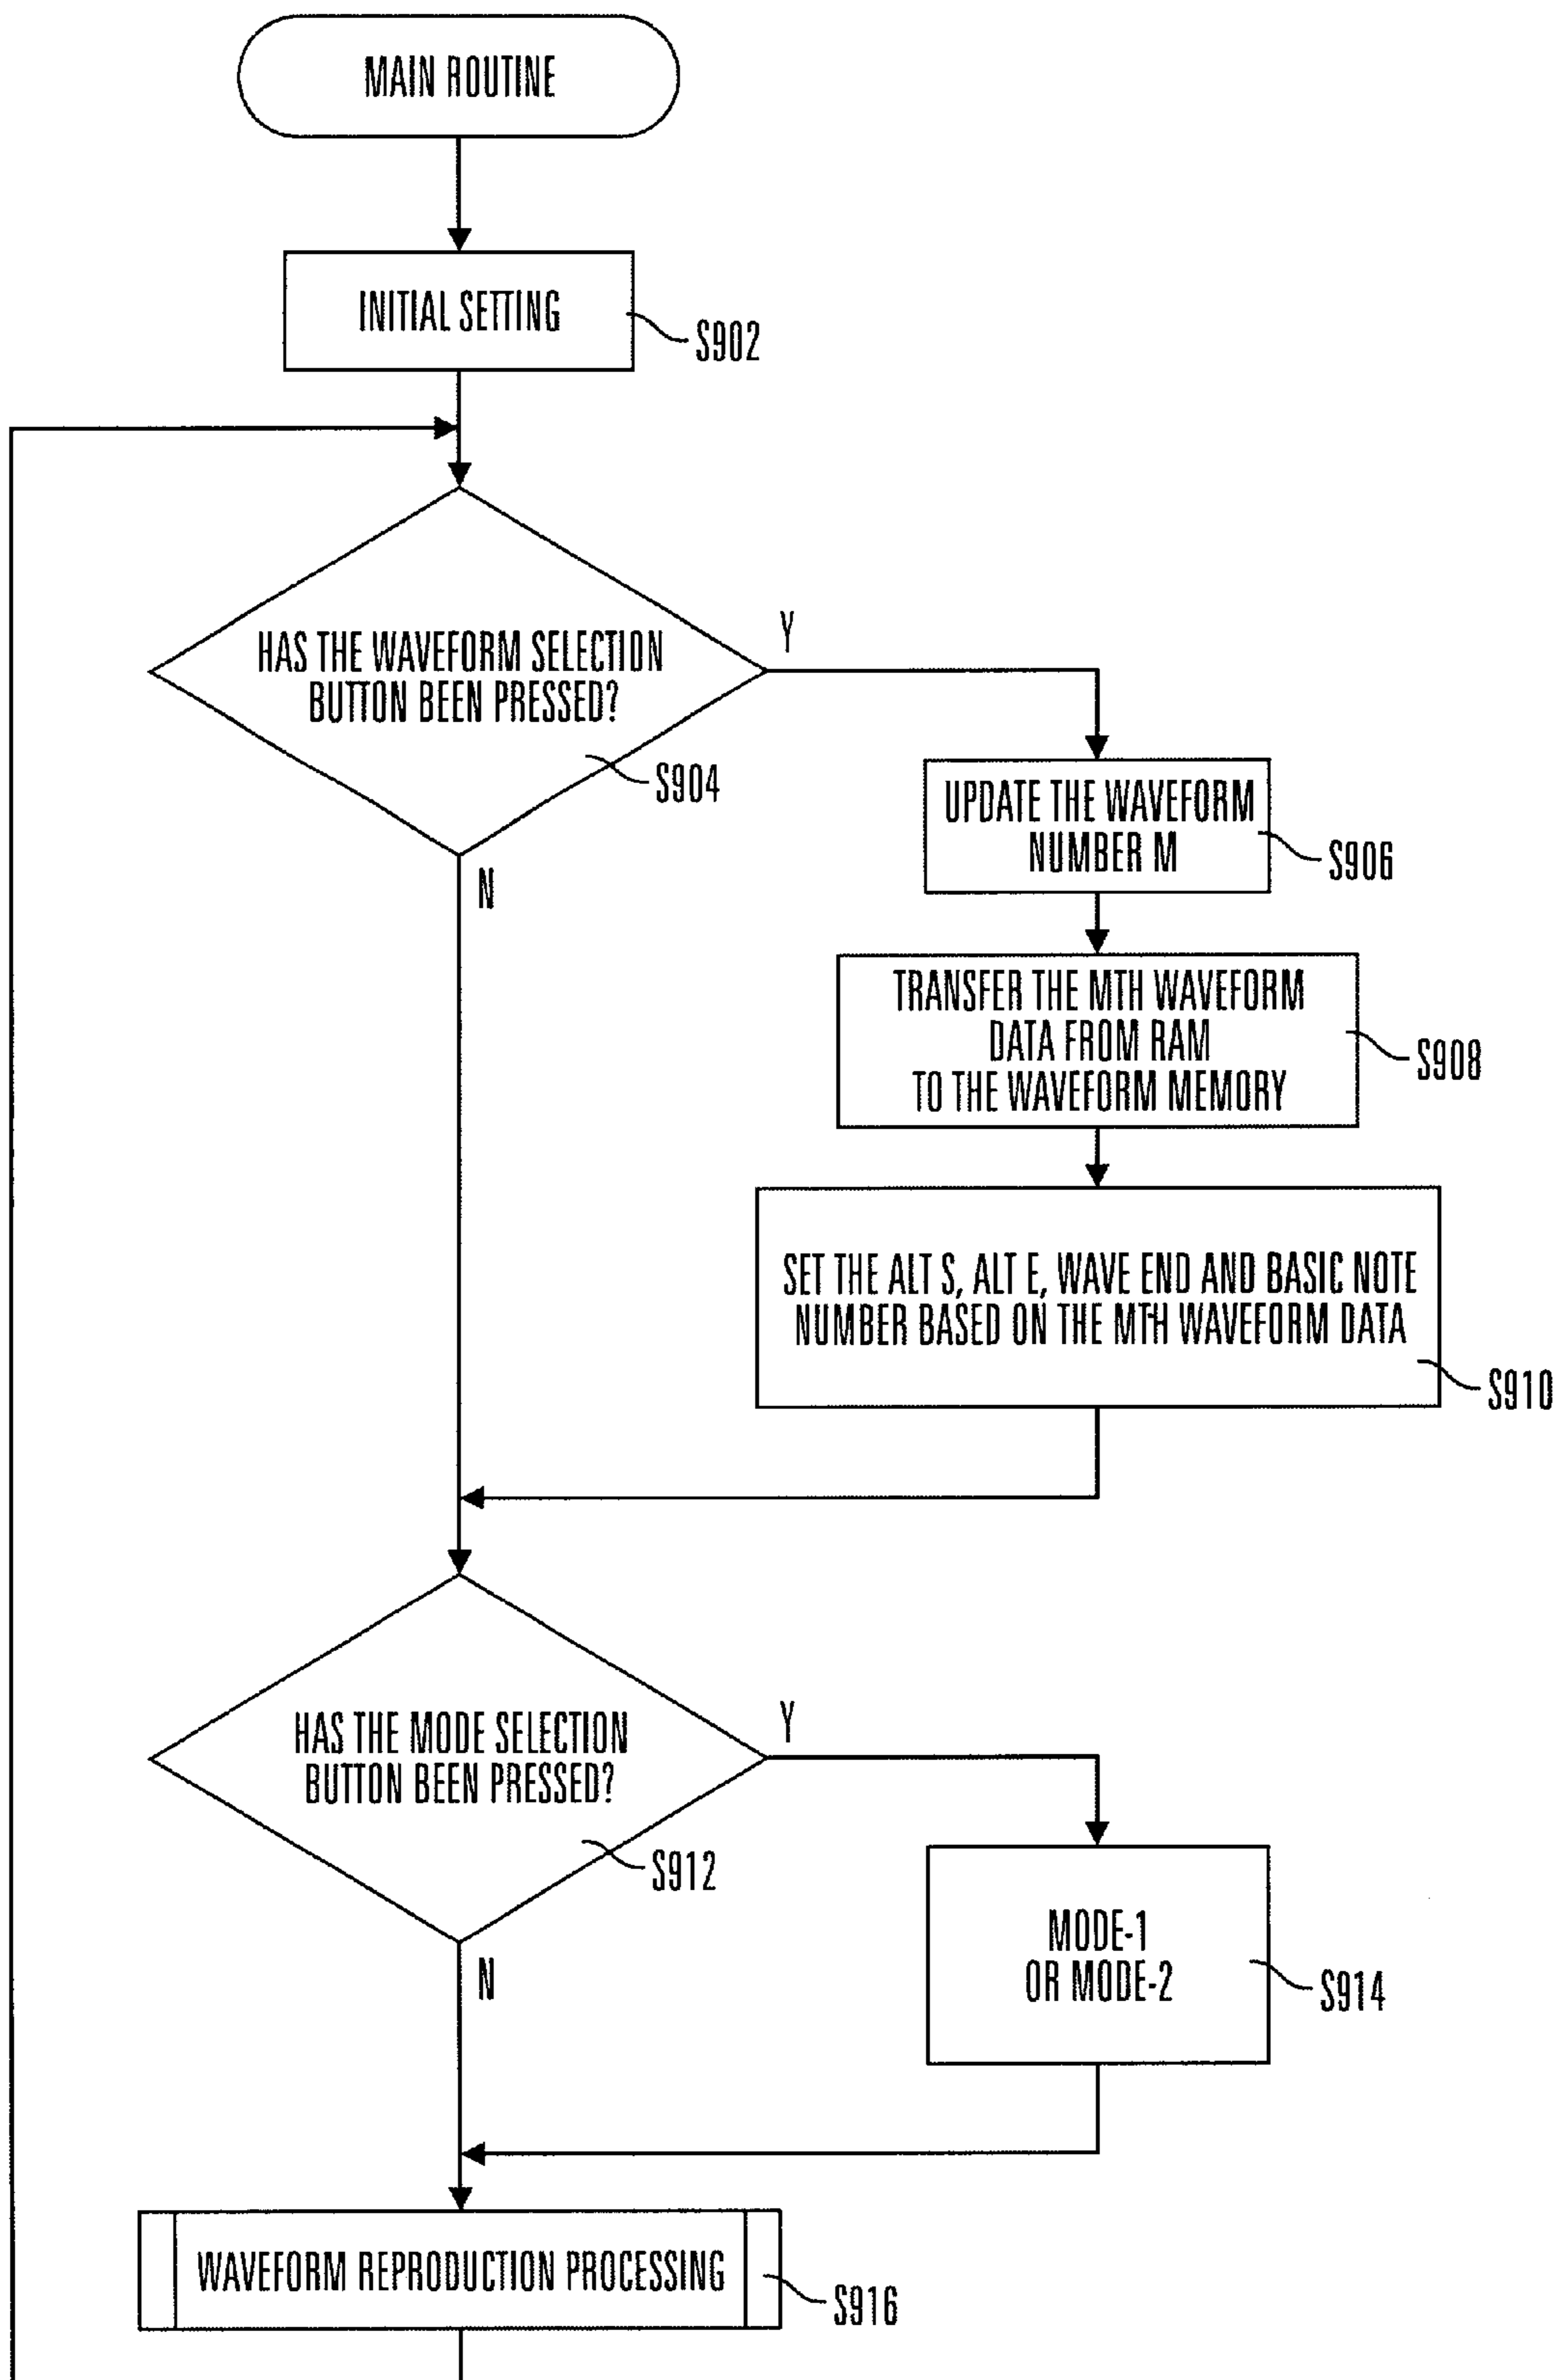 MAIN ROUTINE
INITIAL SETTING
S902
HAS THE WAVEFORM SELECTION
BUTTON BEEN PRESSED?
S904
Y
N
UPDATE THE WAVEFORM
NUMBER M
S906
TRANSFER THE MTH WAVEFORM
DATA FROM RAM
TO THE WAVEFORM MEMORY
S908
SET THE ALT S, ALT E, WAVE END AND BASIC NOTE
NUMBER BASED ON THE MTH WAVEFORM DATA
S910
HAS THE MODE SELECTION
BUTTON BEEN PRESSED?
S912
Y
N
MODE-1
OR MODE-2
S914
WAVEFORM REPRODUCTION PROCESSING
S916